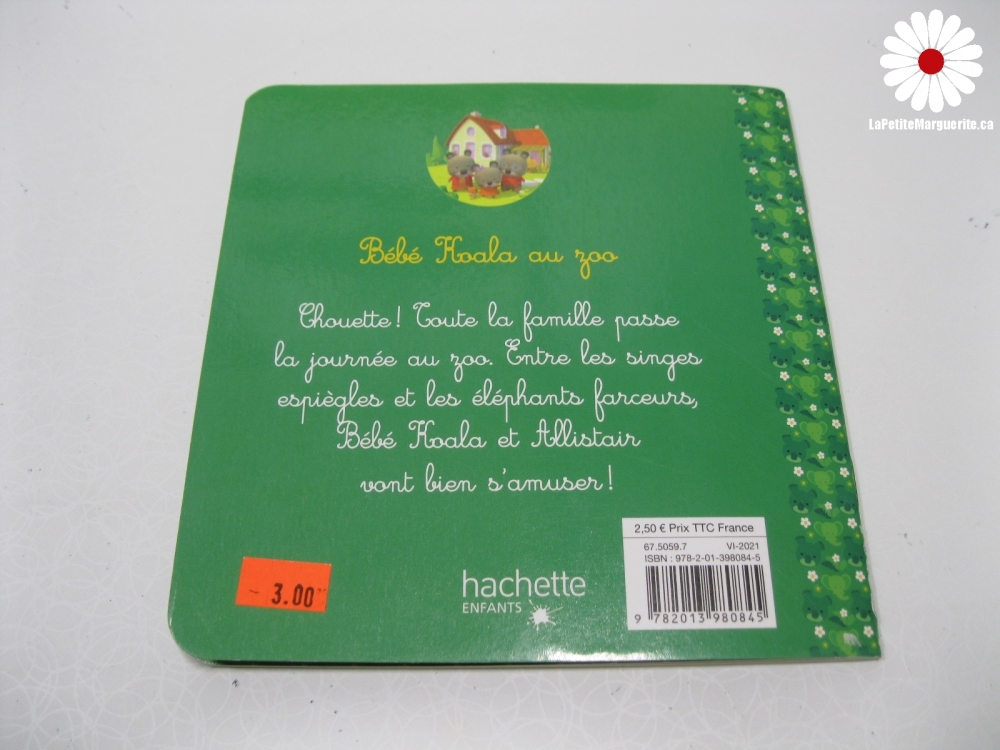 LaPetiteMarguerite.ca
Bébé Koala au zoo
Chouette ! Toute la famille passe
la journée au zoo. Entre les singes
espiègles et les éléphants farceurs,
Bébé Koala et Allistair
vont bien s'amuser !
- 3.00
hachette
ENFANTS
2,50 € Prix TTC France
67.5059.7 VI-2021
ISBN : 978-2-01-398084-5
9 782013 980845